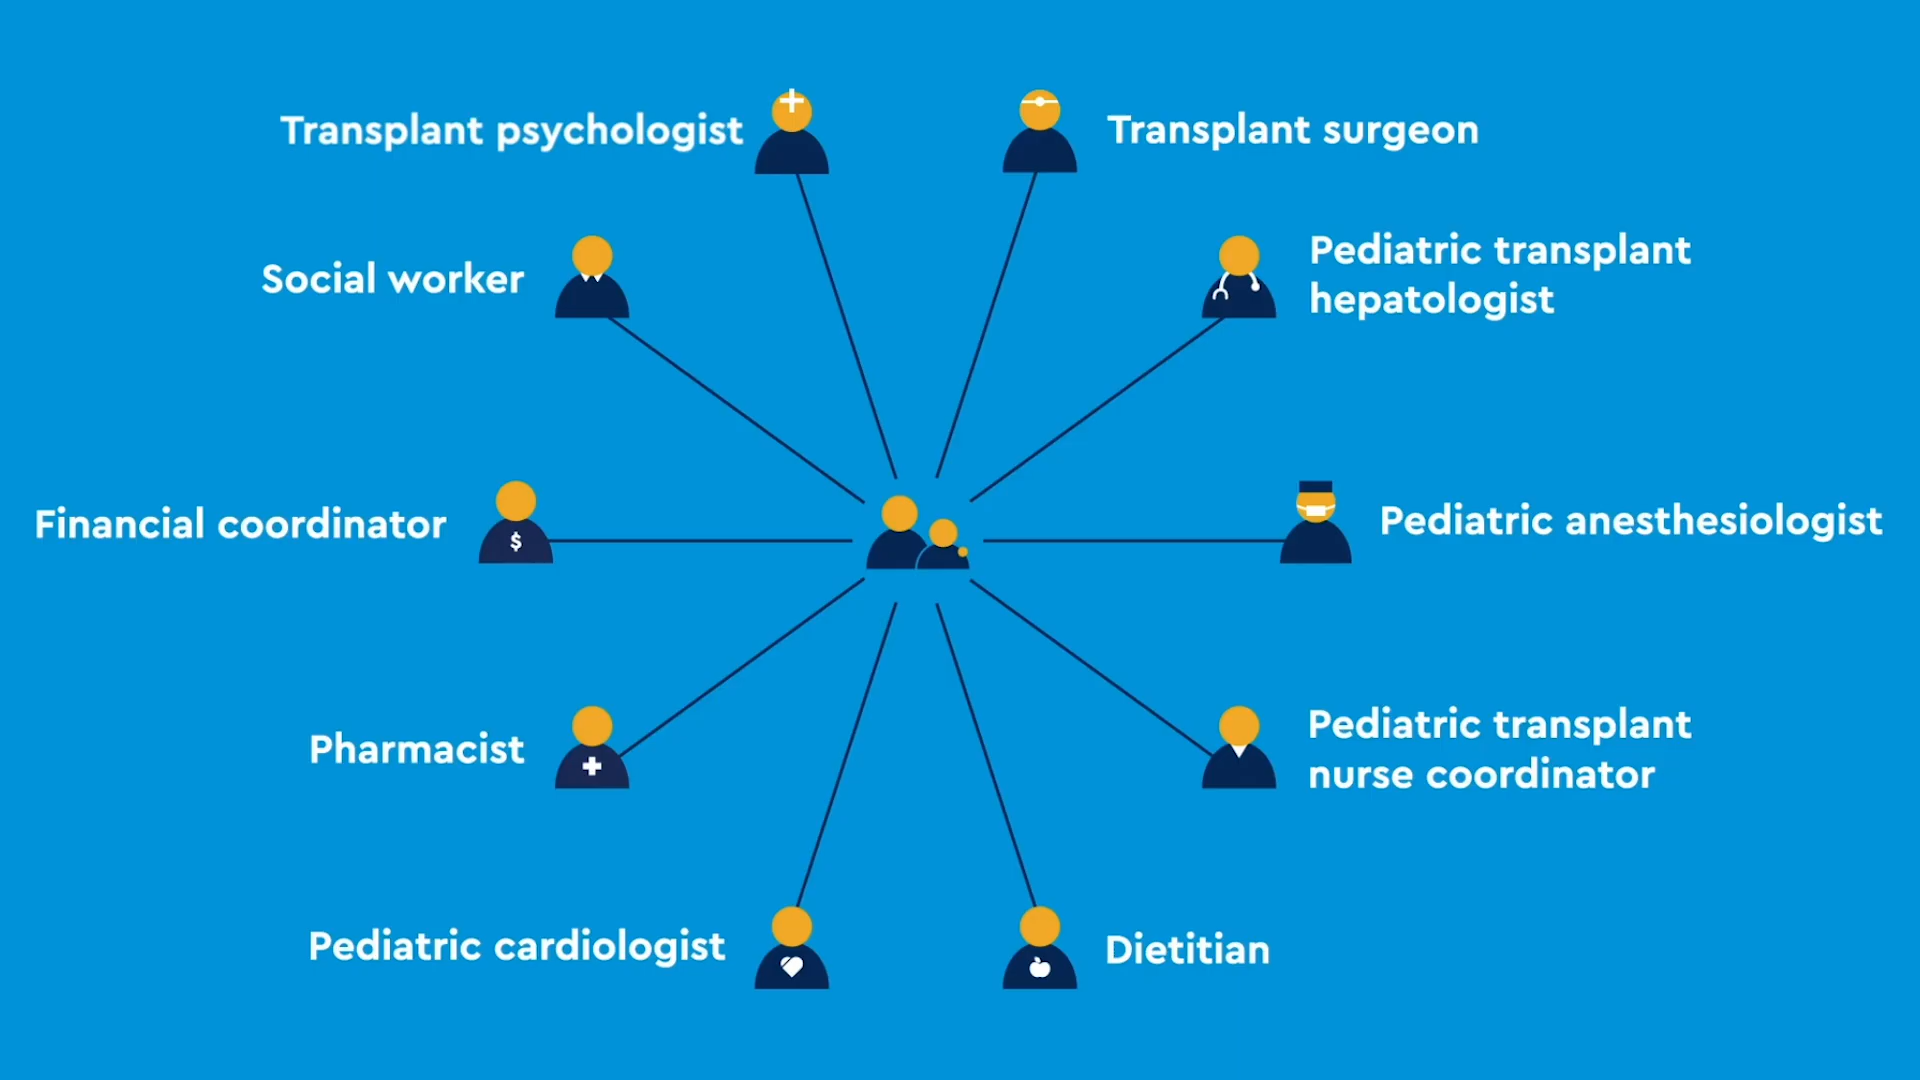 Transplant psychologist
Transplant surgeon
Social worker
Pediatric transplant
hepatologist
Financial coordinator
$
Pediatric anesthesiologist
Pharmacist
Pediatric transplant
nurse coordinator
Pediatric cardiologist
Dietitian